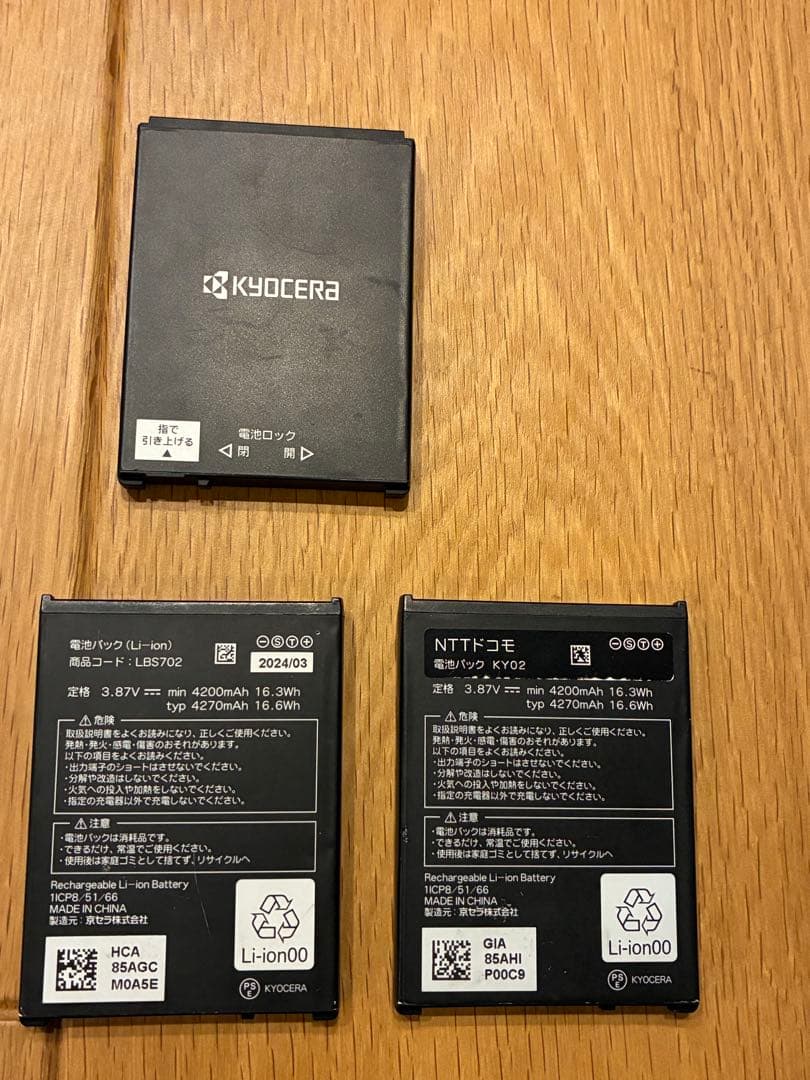 KYOCERA
指で
引き上げる
▲
電池ロック
◁閉 開▷
電池パック(Li-ion)
商品コード:LBS702
⊖ⓈⓉ⊕
2024/03
定格 3.87V⎓ min 4200mAh 16.3Wh
typ 4270mAh 16.6Wh
⚠危険
取扱説明書をよくお読みになり、正しくご使用ください。
発熱・発火・感電・傷害のおそれがあります。
以下の項目をよくお読みください。
・出力端子のショートはさせないでください。
・分解や改造はしないでください。
・火気への投入や加熱をしないでください。
・指定の充電器以外で充電しないでください。
⚠注意
・電池パックは消耗品です。
・できるだけ、常温でご使用ください。
・使用後は家庭ゴミとして捨てず、リサイクルへ
Rechargeable Li-ion Battery
1ICP8/51/66
MADE IN CHINA
製造元:京セラ株式会社
HCA
85AGC
M0A5E
Li-ion00
PSE KYOCERA
NTTドコモ
電池パック KY02
⊖ⓈⓉ⊕
定格 3.87V⎓ min 4200mAh 16.3Wh
typ 4270mAh 16.6Wh
⚠危険
取扱説明書をよくお読みになり、正しくご使用ください。
発熱・発火・感電・傷害のおそれがあります。
以下の項目をよくお読みください。
・出力端子のショートはさせないでください。
・分解や改造はしないでください。
・火気への投入や加熱をしないでください。
・指定の充電器以外で充電しないでください。
⚠注意
・電池パックは消耗品です。
・できるだけ、常温でご使用ください。
・使用後は家庭ゴミとして捨てず、リサイクルへ
Rechargeable Li-ion Battery
1ICP8/51/66
MADE IN CHINA
製造元:京セラ株式会社
GIA
85AHI
P00C9
Li-ion00
PSE KYOCERA